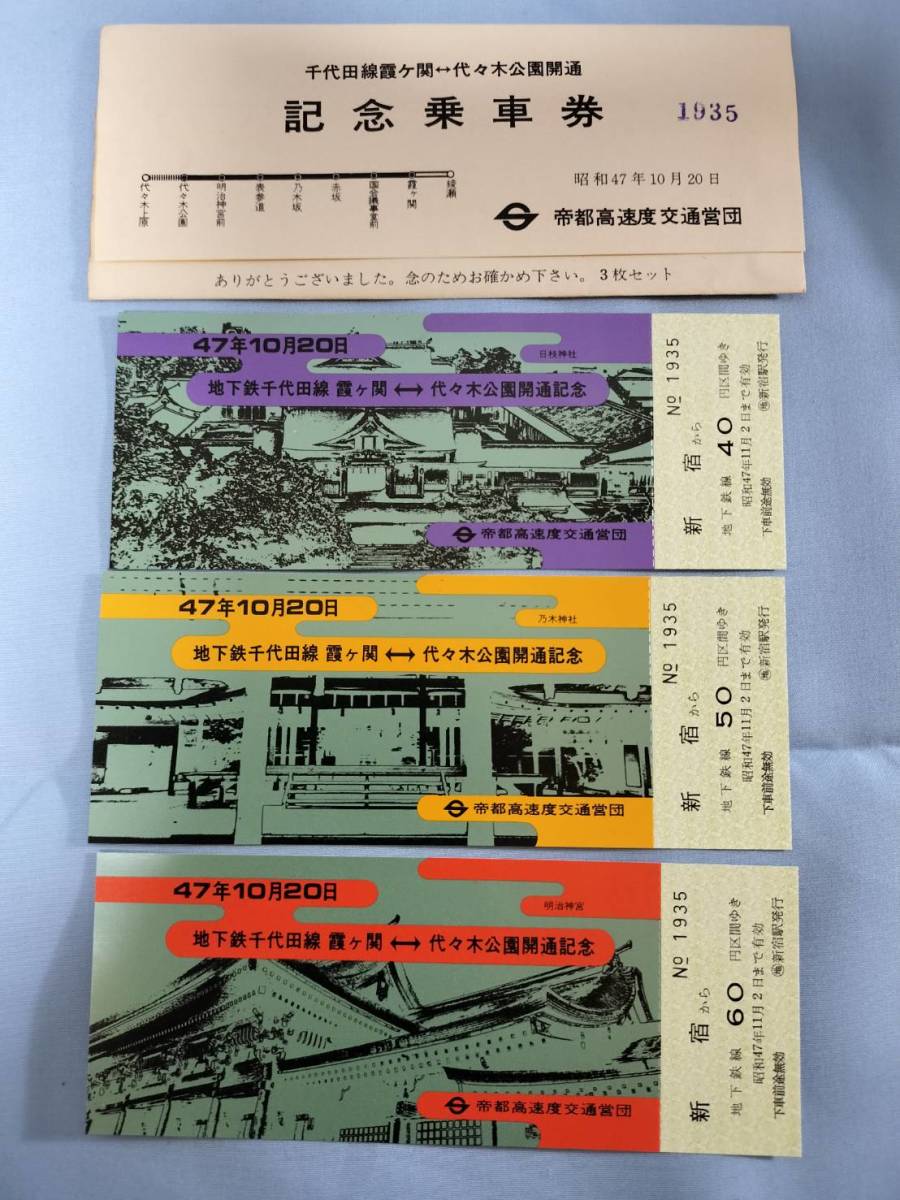 千代田線霞ケ関↔代々木公園開通
記念乗車券
1935
代々木上原
代々木公園
明治神宮前
表参道
乃木坂
赤坂
国会議事堂前
霞ヶ関
綾瀬
昭和47年10月20日
帝都高速度交通営団
ありがとうございました。念のためお確かめ下さい。3枚セット
47年10月20日
日枝神社
地下鉄千代田線 霞ヶ関 ↔ 代々木公園開通記念
帝都高速度交通営団
№ 1935
新宿から
地下鉄線 40 円区間ゆき
昭和47年11月2日まで有効
下車前途無効
㊞新宿駅発行
47年10月20日
乃木神社
地下鉄千代田線 霞ヶ関 ↔ 代々木公園開通記念
帝都高速度交通営団
№ 1935
新宿から
地下鉄線 50 円区間ゆき
昭和47年11月2日まで有効
下車前途無効
新宿駅発行
47年10月20日
明治神宮
地下鉄千代田線 霞ヶ関 ↔ 代々木公園開通記念
帝都高速度交通営団
№ 1935
新宿から
地下鉄線 60 円区間ゆき
昭和47年11月2日まで有効
下車前途無効
新宿駅発行